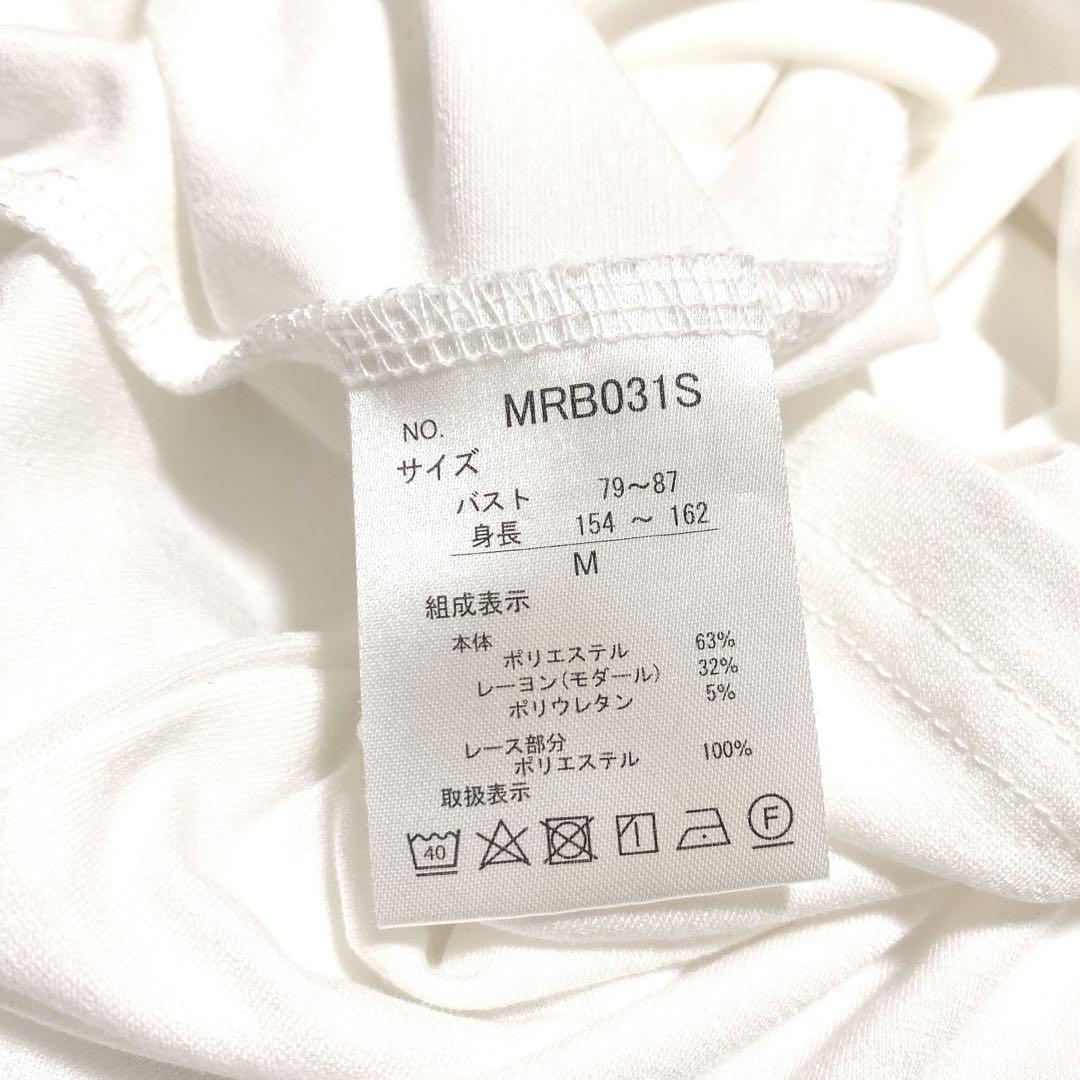 NO. MRB031S
サイズ
バスト 79～87
身長 154 ～ 162
M
組成表示
本体
ポリエステル 63%
レーヨン(モダール) 32%
ポリウレタン 5%
レース部分
ポリエステル 100%
取扱表示
40 F